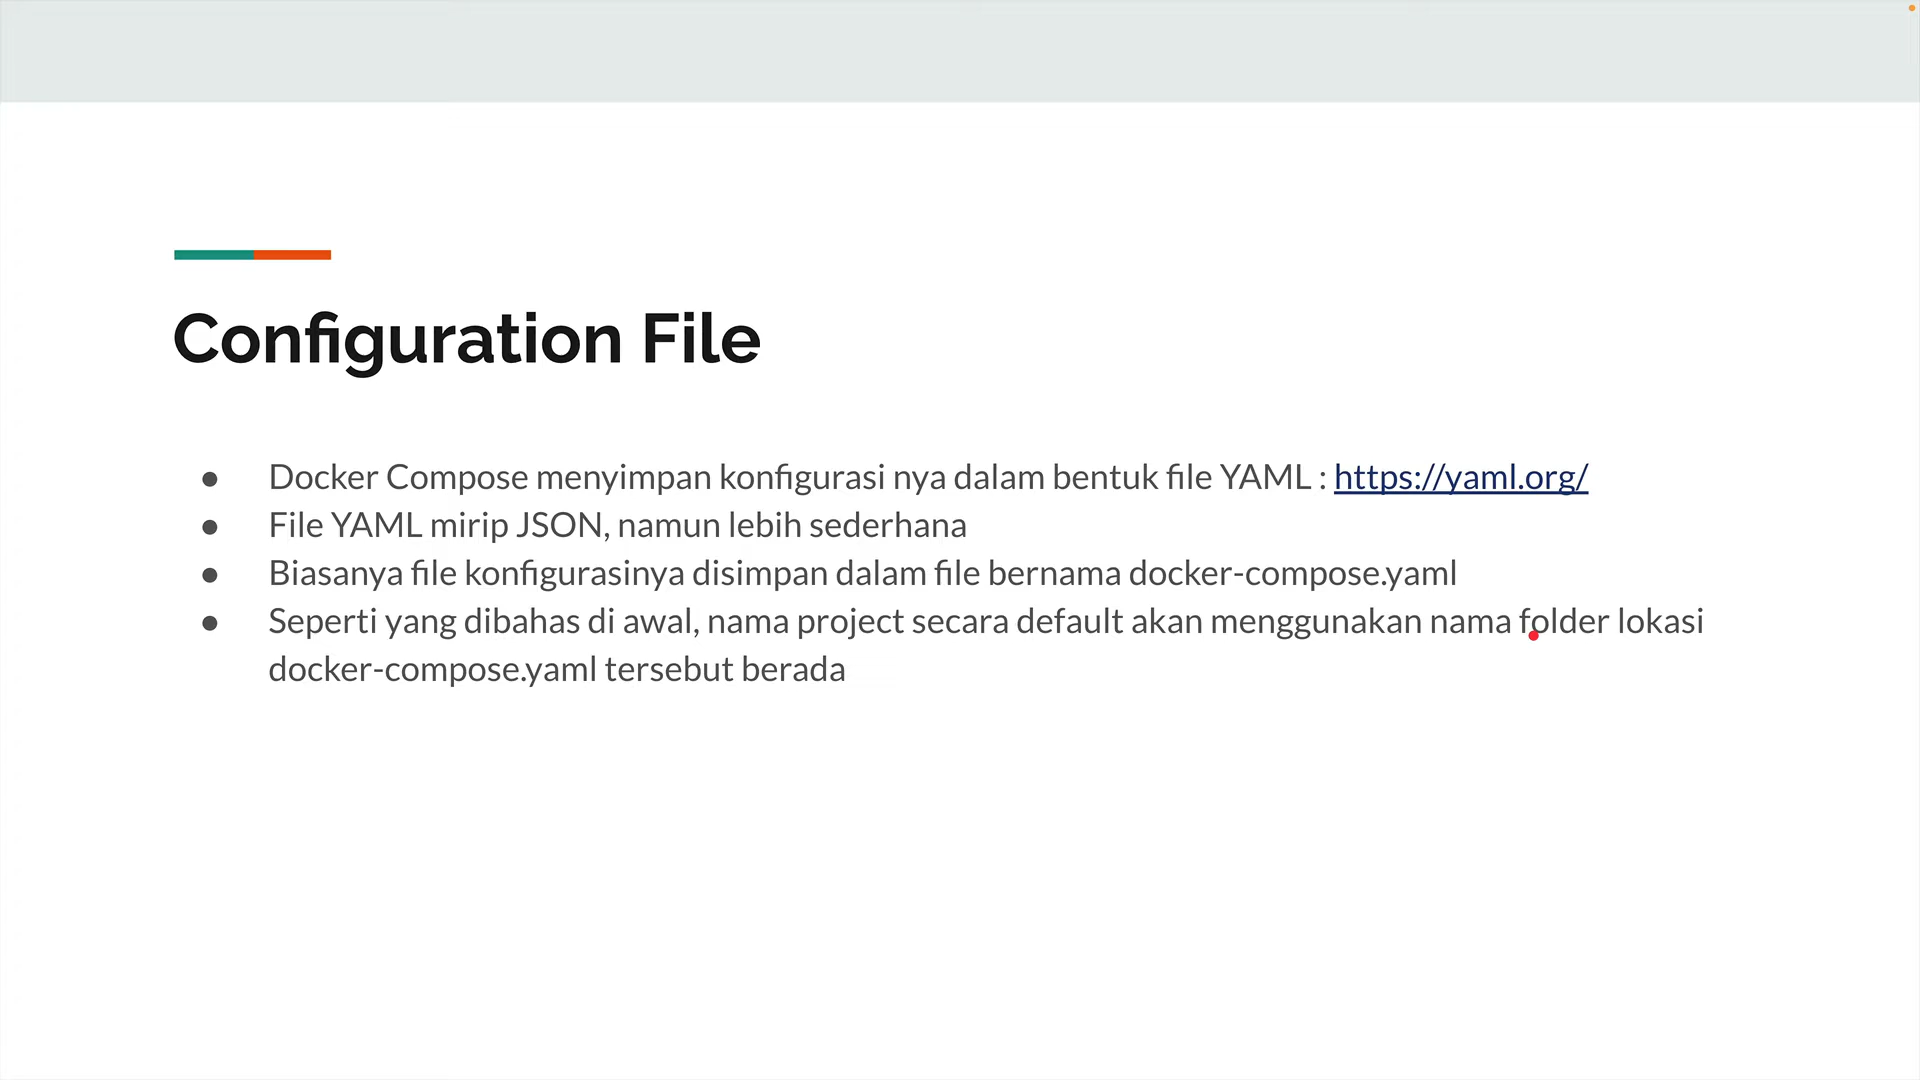 Configuration File
● Docker Compose menyimpan konfigurasi nya dalam bentuk file YAML : https://yaml.org/
● File YAML mirip JSON, namun lebih sederhana
● Biasanya file konfigurasinya disimpan dalam file bernama docker-compose.yaml
● Seperti yang dibahas di awal, nama project secara default akan menggunakan nama folder lokasi
docker-compose.yaml tersebut berada